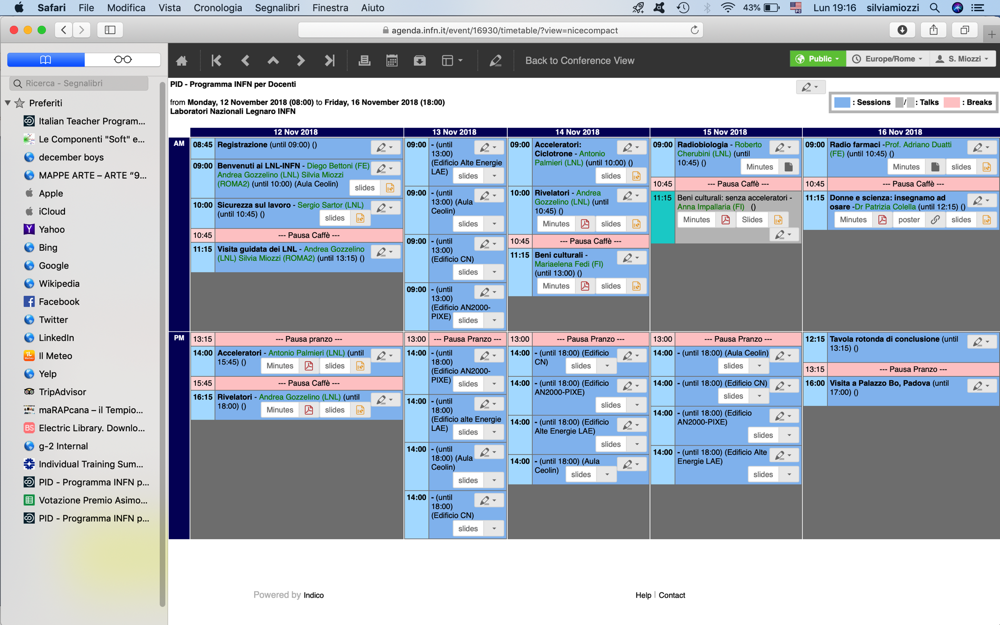 Safari File Modifica Vista Cronologia Segnalibri Finestra Aiuto 43% Lun 19:16 silviamiozzi
agenda.infn.it/event/16930/timetable/?view=nicecompact
Ricerca - Segnalibri
Preferiti
Italian Teacher Program...
Le Componenti "Soft" e...
december boys
MAPPE ARTE – ARTE “9...
Apple
iCloud
Yahoo
Bing
Google
Wikipedia
Facebook
Twitter
LinkedIn
Il Meteo
Yelp
TripAdvisor
maRAPcana – il Tempio...
Electric Library. Downlo...
g-2 Internal
Individual Training Sum...
PID - Programma INFN p...
Votazione Premio Asimo...
PID - Programma INFN p...
Back to Conference View
Public
Europe/Rome
S. Miozzi
PID - Programma INFN per Docenti
from Monday, 12 November 2018 (08:00) to Friday, 16 November 2018 (18:00)
Laboratori Nazionali Legnaro INFN
: Sessions / : Talks : Breaks
12 Nov 2018
13 Nov 2018
14 Nov 2018
15 Nov 2018
16 Nov 2018
AM
08:45 Registrazione (until 09:00) ()
09:00 Benvenuti ai LNL-INFN - Diego Bettoni (FE)
Andrea Gozzelino (LNL) Silvia Miozzi
(ROMA2) (until 10:00) (Aula Ceolin)
slides
10:00 Sicurezza sul lavoro - Sergio Sartor (LNL)
(until 10:45) ()
slides
10:45 --- Pausa Caffè ---
11:15 Visita guidata dei LNL - Andrea Gozzelino
(LNL) Silvia Miozzi (ROMA2) (until 13:15) ()
09:00 - (until
13:00)
(Edificio Alte Energie
LAE)
slides
09:00 - (until
13:00) (Aula
Ceolin)
slides
09:00 - (until
13:00)
(Edificio CN)
slides
09:00 - (until
13:00)
(Edificio AN2000-
PIXE)
slides
09:00 Acceleratori:
Ciclotrone - Antonio
Palmieri (LNL) (until 10:00) ()
slides
10:00 Rivelatori - Andrea
Gozzelino (LNL) (until
10:45) ()
Minutes slides
10:45 --- Pausa Caffè ---
11:15 Beni culturali -
Mariaelena Fedi (FI)
(until 13:00) ()
Minutes slides
09:00 Radiobiologia - Roberto
Cherubini (LNL) (until
10:45) ()
Minutes
10:45 --- Pausa Caffè ---
11:15 Beni culturali: senza acceleratori -
Anna Impallaria (FI) ()
Minutes Slides
09:00 Radio farmaci -Prof. Adriano Duatti
(FE) (until 10:45) ()
Minutes slides
10:45 --- Pausa Caffè ---
11:15 Donne e scienza: insegnamo ad
osare -Dr Patrizia Colella (until 12:15) ()
Minutes poster slides
PM
13:15 --- Pausa pranzo ---
14:00 Acceleratori - Antonio Palmieri (LNL) (until
15:45) ()
Minutes slides
15:45 --- Pausa Caffè ---
16:15 Rivelatori - Andrea Gozzelino (LNL) (until
18:00) ()
Minutes slides
13:00 --- Pausa Pranzo ---
14:00 - (until
18:00)
(Edificio AN2000-
PIXE)
slides
14:00 - (until
18:00)
(Edificio alte Energie
LAE)
slides
14:00 - (until
18:00) (Aula
Ceolin)
slides
14:00 - (until
18:00)
(Edificio CN)
slides
13:00 --- Pausa Pranzo ---
14:00 - (until 18:00) (Edificio
CN)
slides
14:00 - (until 18:00) (Edificio
AN2000-PIXE)
slides
14:00 - (until 18:00) (Edificio
Alte Energie LAE)
slides
14:00 - (until 18:00) (Aula
Ceolin)
slides
13:00 --- Pausa Pranzo ---
14:00 - (until 18:00) (Aula Ceolin)
slides
14:00 - (until 18:00) (Edificio CN)
slides
14:00 - (until 18:00) (Edificio
AN2000-PIXE)
slides
14:00 - (until 18:00) (Edificio Alte
Energie LAE)
slides
12:15 Tavola rotonda di conclusione (until
13:15) ()
13:15 --- Pausa Pranzo ---
16:00 Visita a Palazzo Bo, Padova (until
17:00) ()
Powered by Indico
Help | Contact